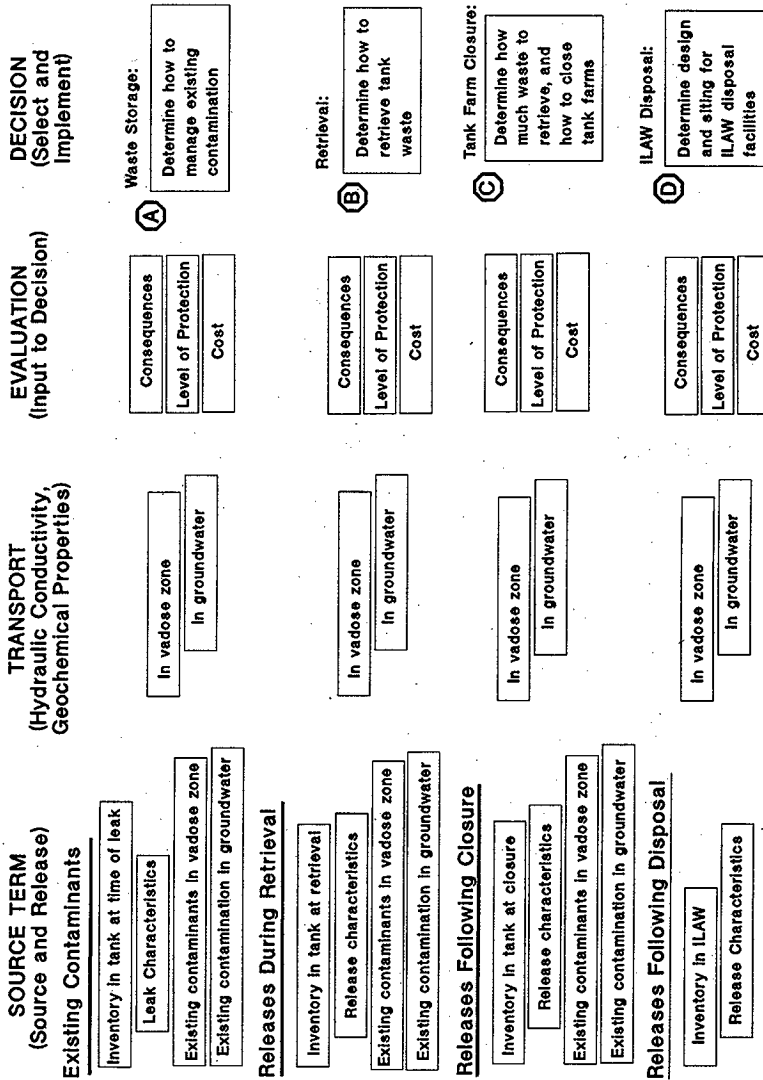 SOURCE TERM
(Source and Release)
TRANSPORT
(Hydraulic Conductivity,
Geochemical Properties)
EVALUATION
(Input to Decision)
DECISION
(Select and
Implement)
Existing Contaminants
Inventory in tank at time of leak
Leak Characteristics
Existing contaminants in vadose zone
Existing contamination in groundwater
In vadose zone
In groundwater
Consequences
Level of Protection
Cost
A
Waste Storage:
Determine how to
manage existing
contamination
Releases During Retrieval
Inventory in tank at retrieval
Release characteristics
Existing contaminants in vadose zone
Existing contamination in groundwater
In vadose zone
In groundwater
Consequences
Level of Protection
Cost
B
Retrieval:
Determine how to
retrieve tank
waste
Releases Following Closure
Inventory in tank at closure
Release characteristics
Existing contaminants in vadose zone
Existing contamination in groundwater
In vadose zone
In groundwater
Consequences
Level of Protection
Cost
C
Tank Farm Closure:
Determine how
much waste to
retrieve, and
how to close
tank farms
Releases Following Disposal
Inventory in ILAW
Release Characteristics
In vadose zone
In groundwater
Consequences
Level of Protection
Cost
D
ILAW Disposal:
Determine design
and siting for
ILAW disposal
facilities